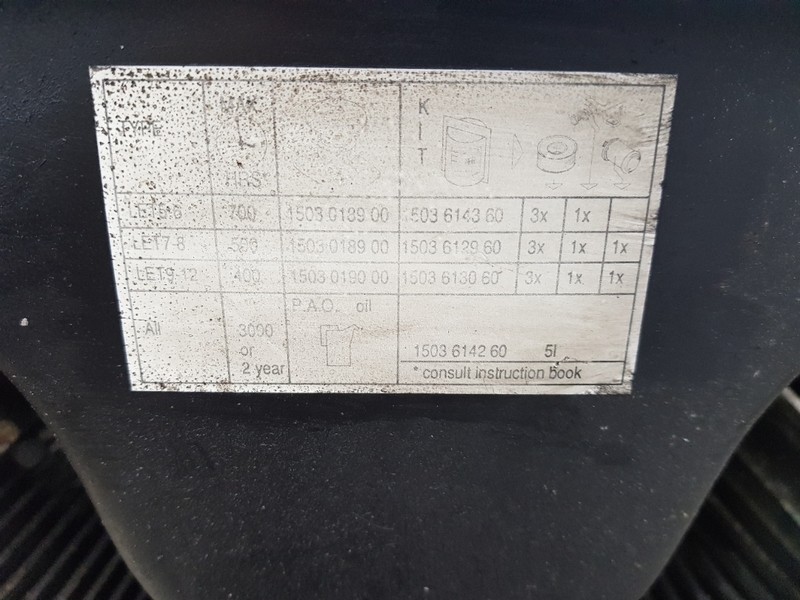 TYPE MAX HRS KIT
LET5-6 700 1503 0189 00 1503 6143 60 3x 1x
LET7-8 500 1503 0189 00 1503 6129 60 3x 1x 1x
LET9-12 400 1503 0190 00 1503 6130 60 3x 1x 1x
P.A.O. oil
All 3000
or
2 year
1503 6142 60 5l
* consult instruction book